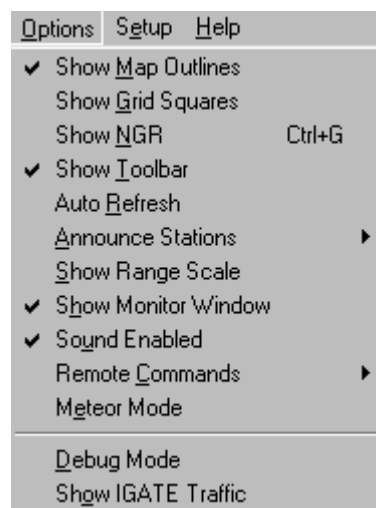 Options Setup Help
Show Map Outlines
Show Grid Squares
Show NGR Ctrl+G
Show Toolbar
Auto Refresh
Announce Stations
Show Range Scale
Show Monitor Window
Sound Enabled
Remote Commands
Meteor Mode
Debug Mode
Show IGATE Traffic